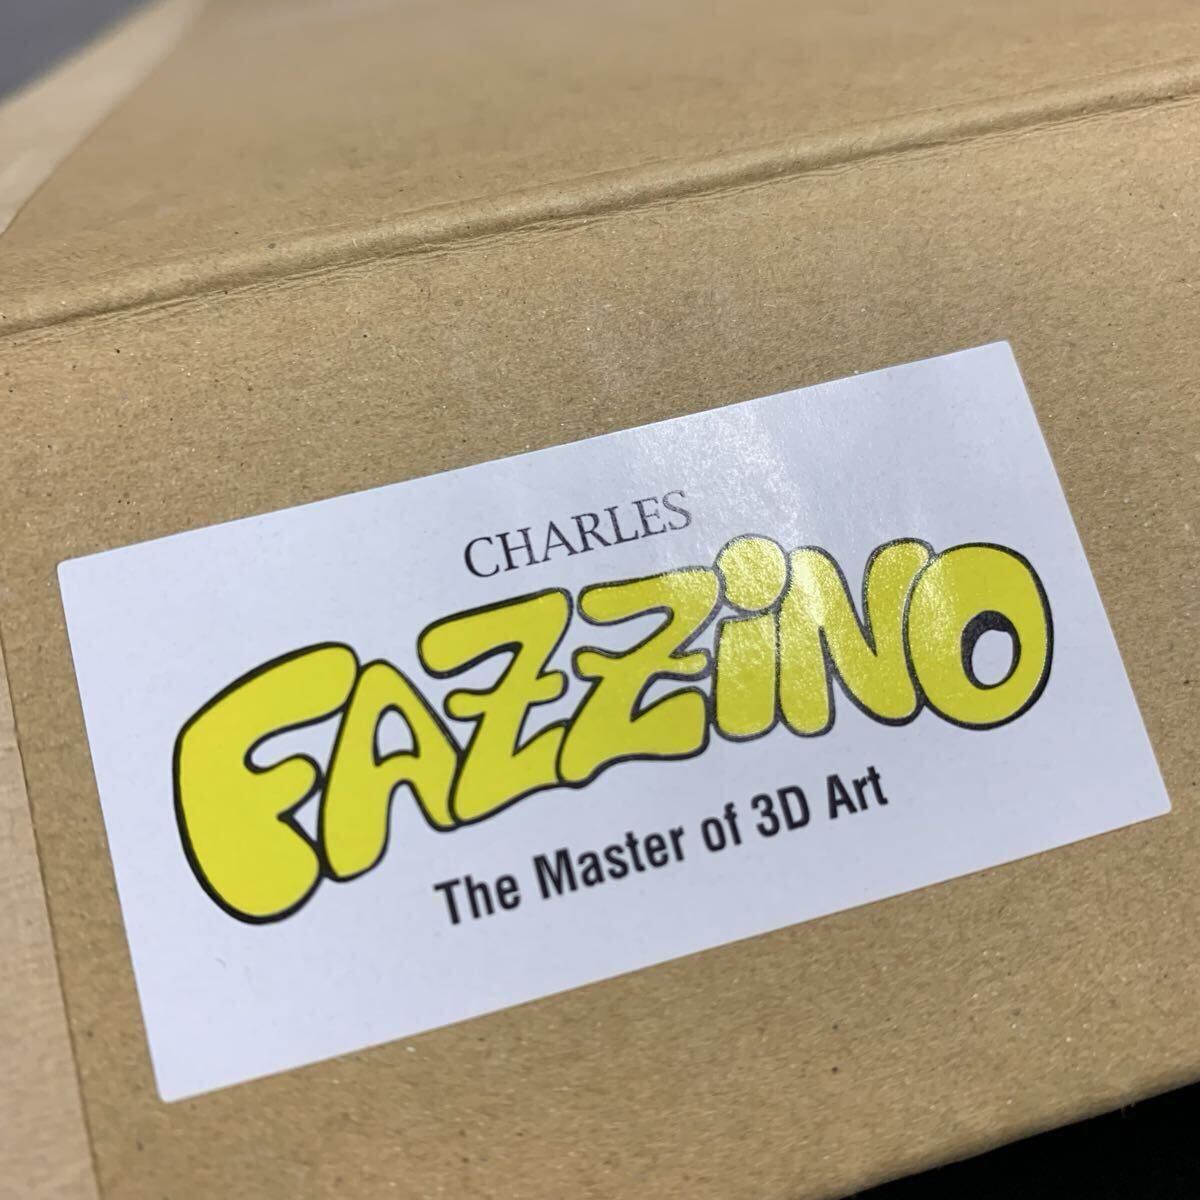 CHARLES
FAZZiNO
The Master of 3D Art